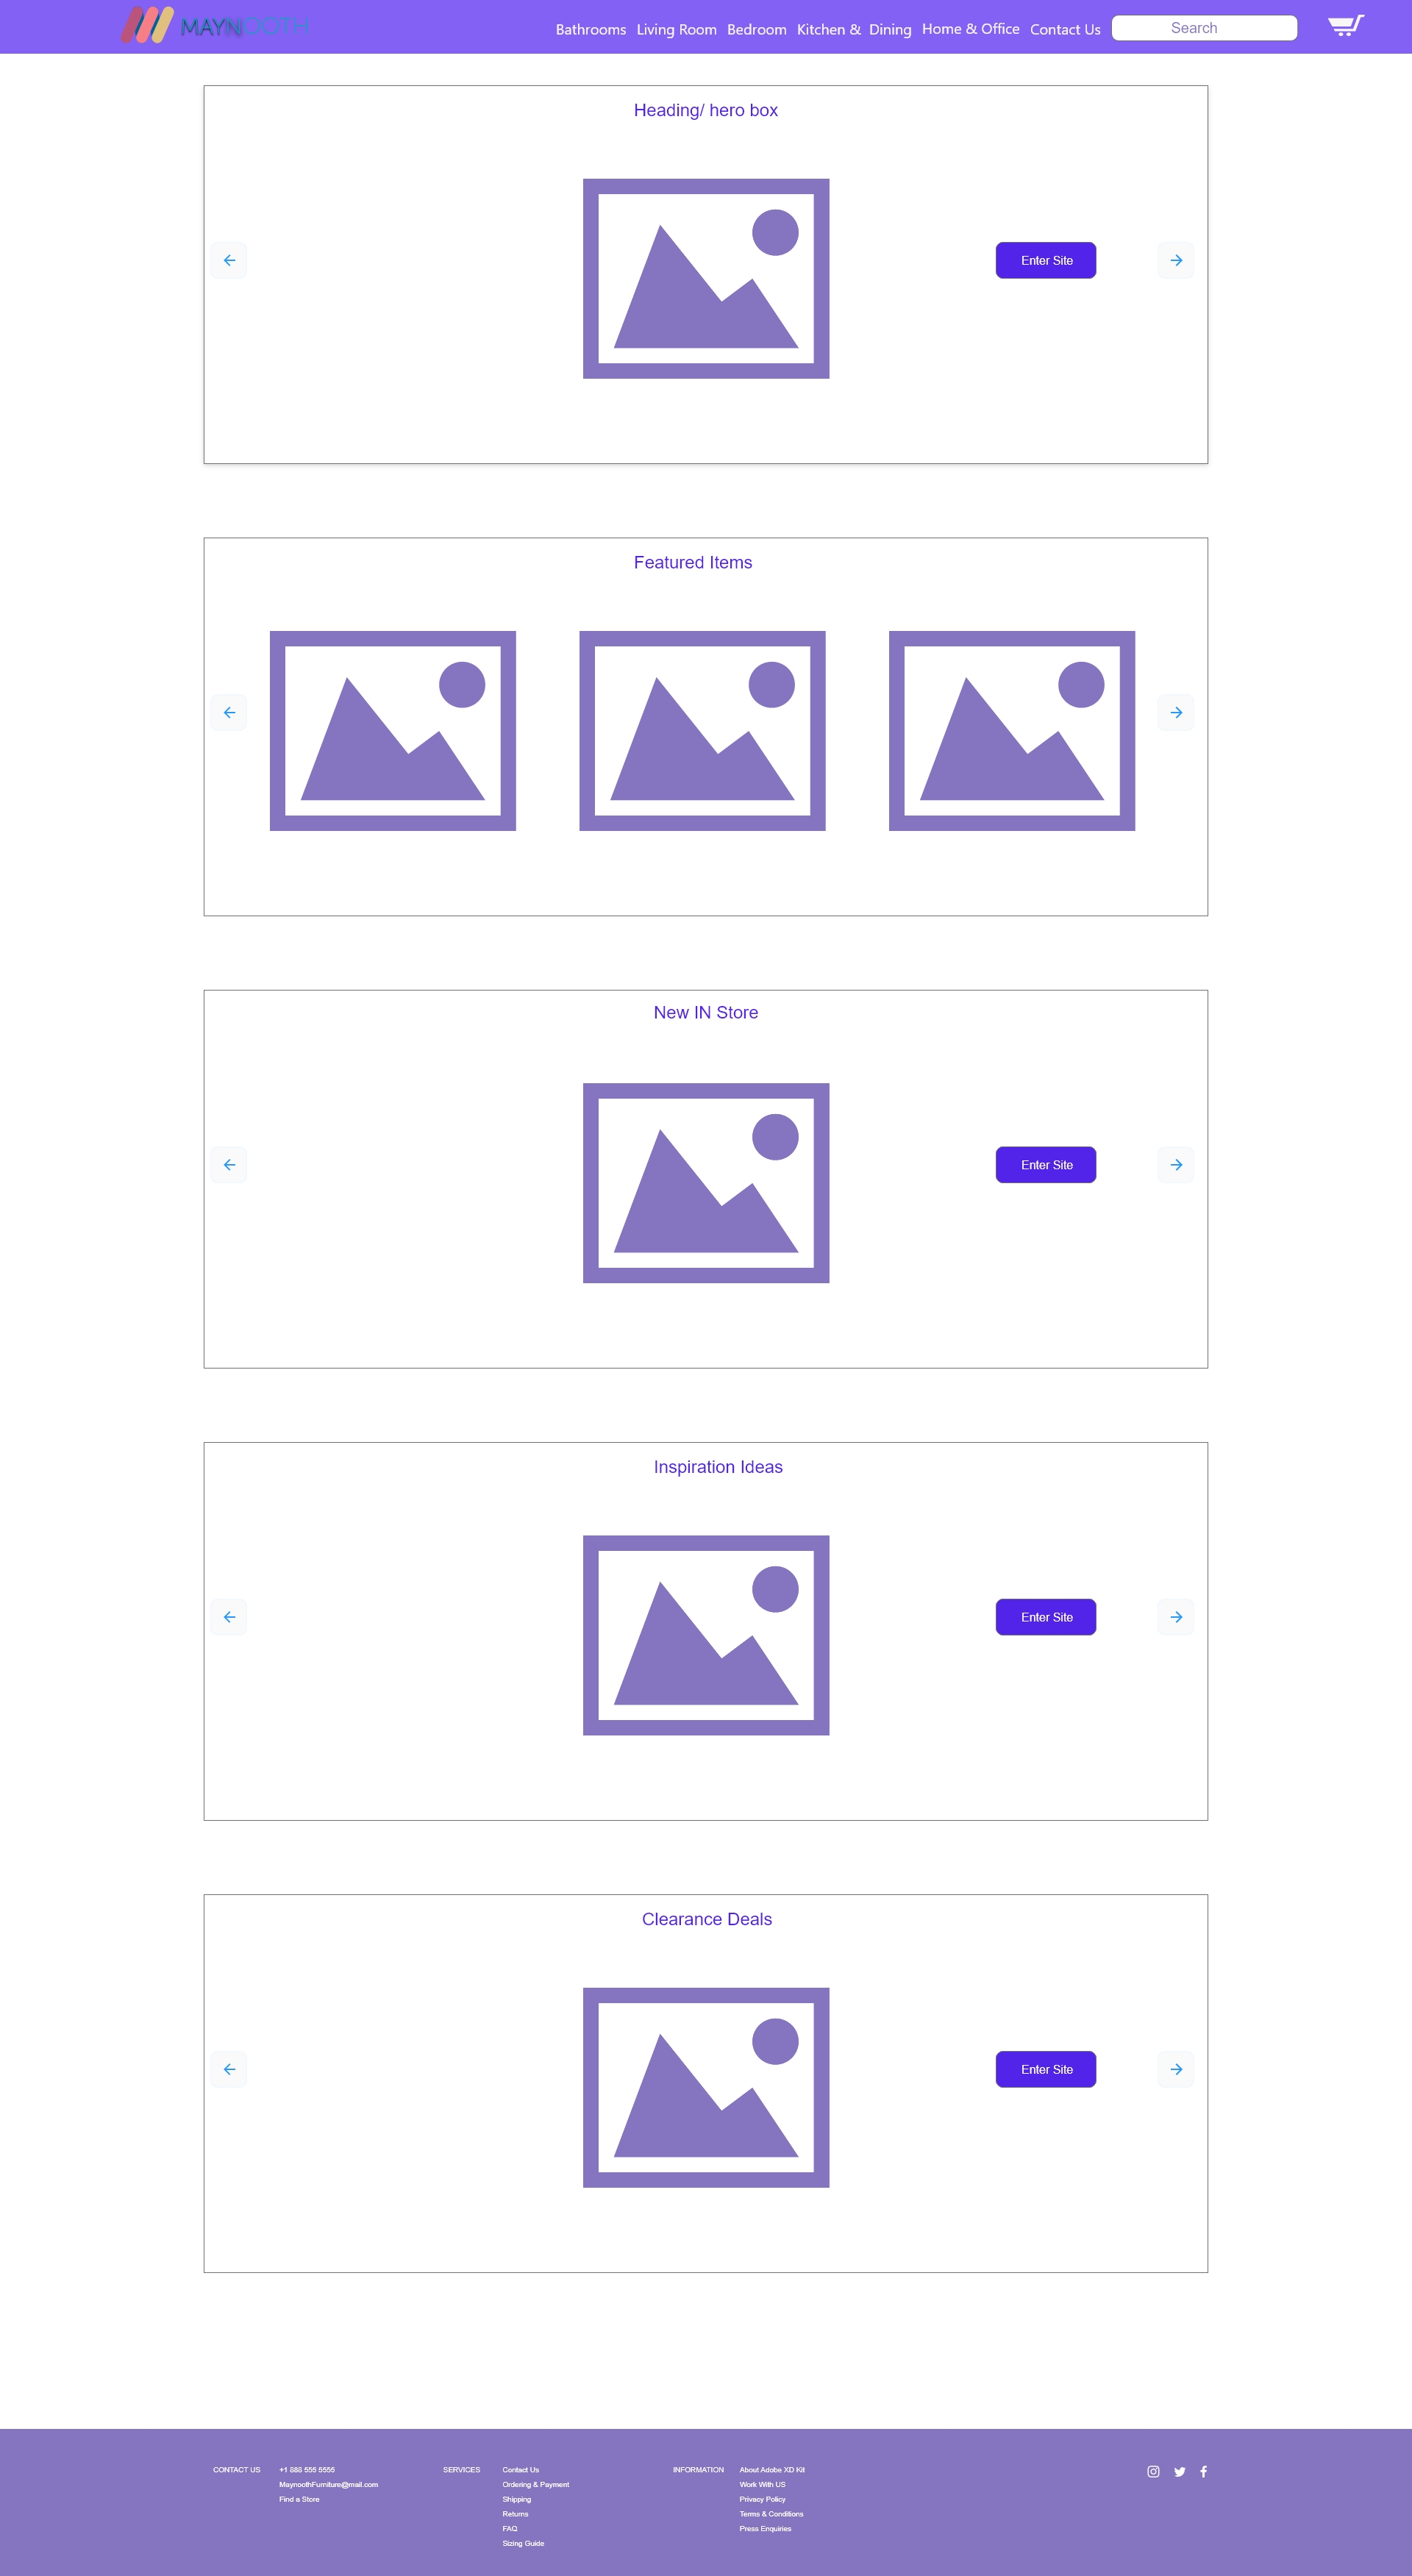 MAYNOOTH
Bathrooms Living Room Bedroom Kitchen & Dining Home & Office Contact Us Search
Heading/ hero box
Enter Site
Featured Items
New IN Store
Enter Site
Inspiration Ideas
Enter Site
Clearance Deals
Enter Site
CONTACT US
+1 888 555 5555
MaynoothFurniture@mail.com
Find a Store
SERVICES
Contact Us
Ordering & Payment
Shipping
Returns
FAQ
Sizing Guide
INFORMATION
About Adobe XD Kit
Work With US
Privacy Policy
Terms & Conditions
Press Enquiries